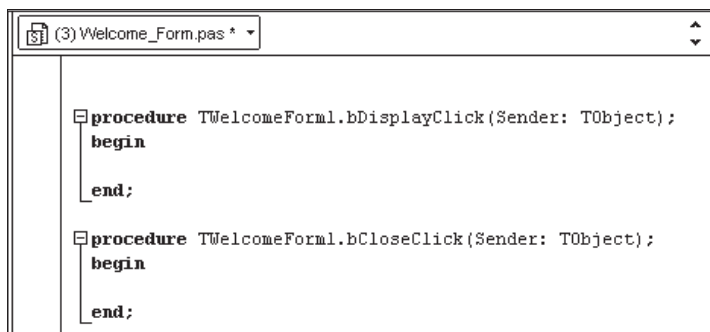 (3) Welcome_Form.pas *
procedure TWelcomeForm1.bDisplayClick(Sender: TObject);
begin
end;
procedure TWelcomeForm1.bCloseClick(Sender: TObject);
begin
end;